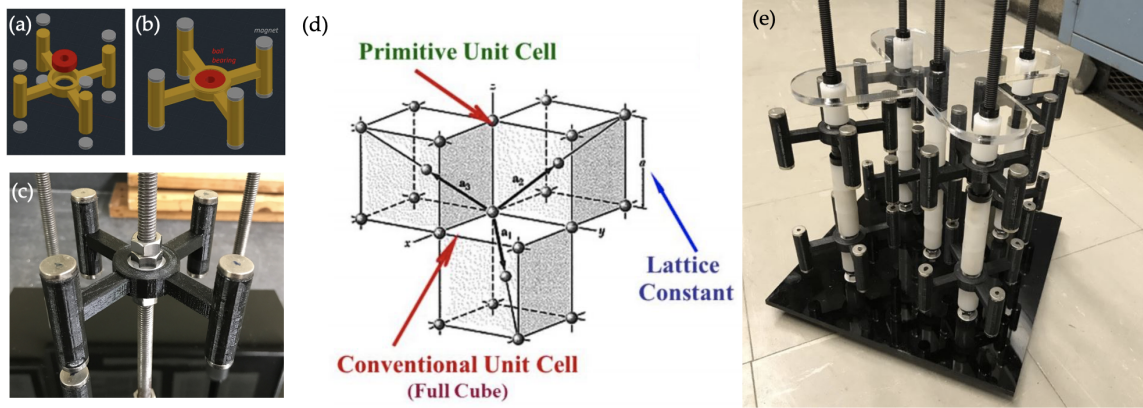 (a)
(b)
magnet
ball
bearing
(c)
(d)
Primitive Unit Cell
z
a
a₃
a₂
a₁
x
y
Lattice
Constant
Conventional Unit Cell
(Full Cube)
(e)